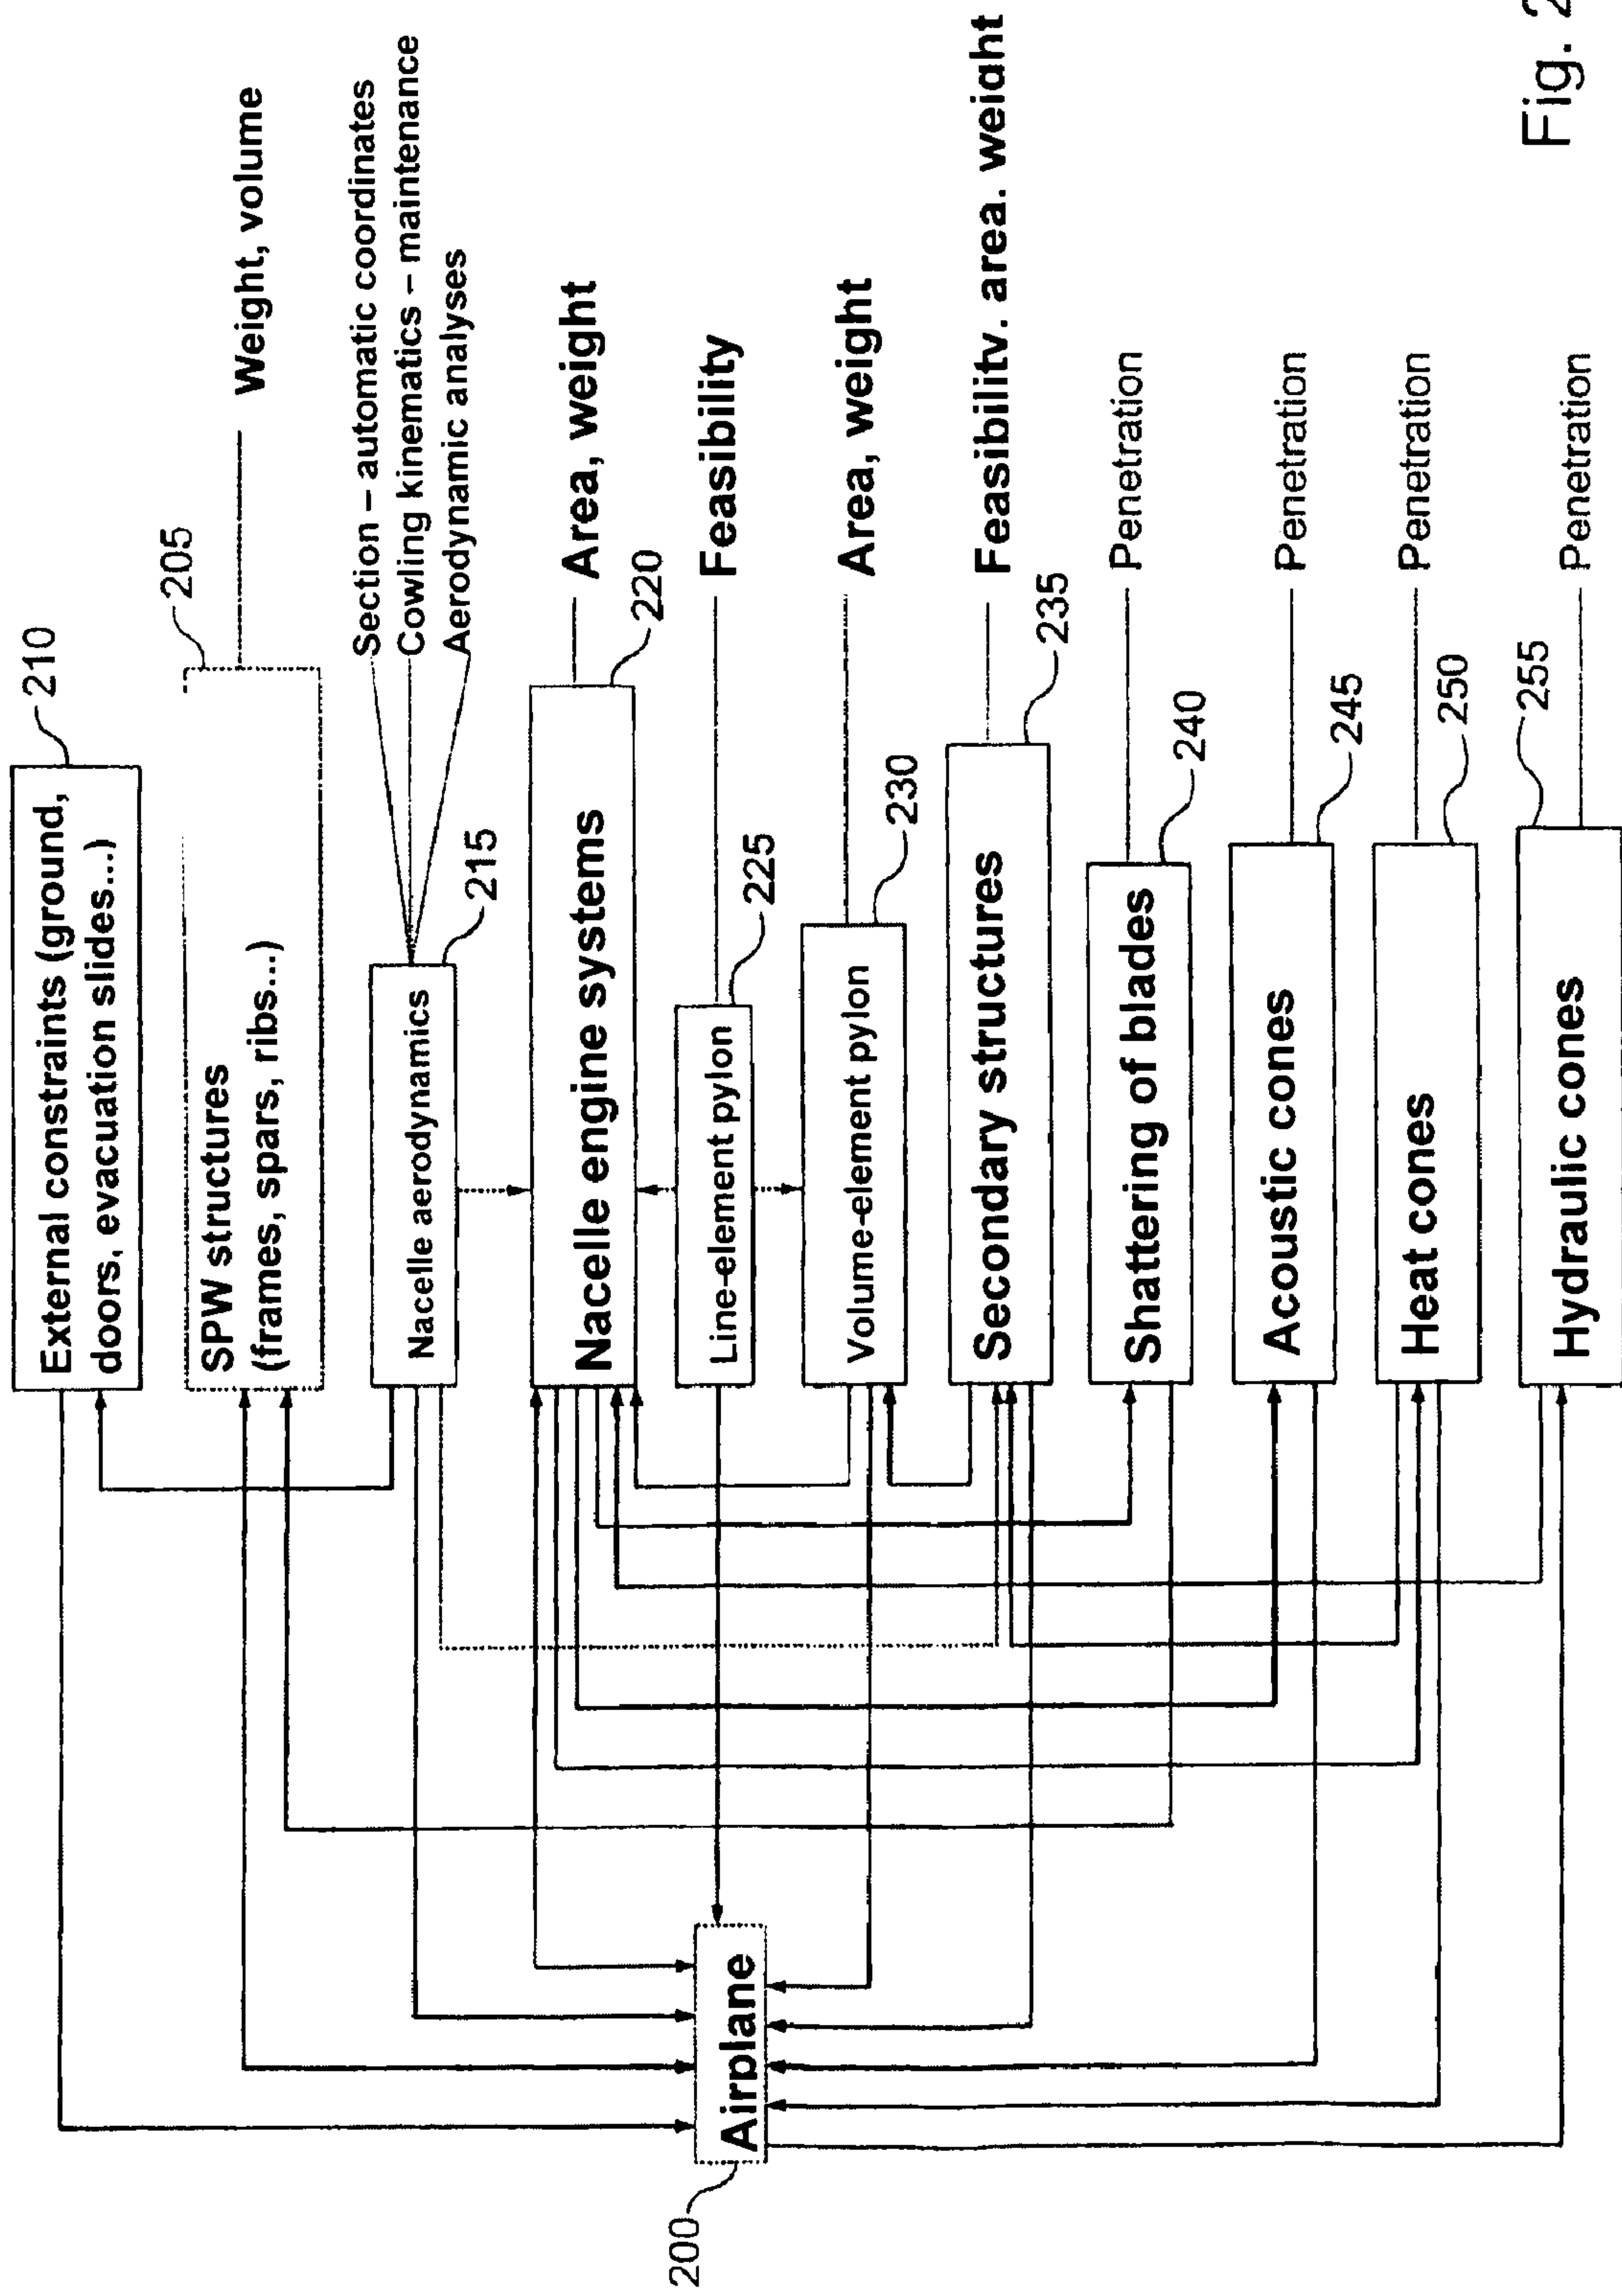 210
External constraints (ground,
doors, evacuation slides...)
205
SPW structures
(frames, spars, ribs...)
Weight, volume
Nacelle aerodynamics
215
Section – automatic coordinates
Cowling kinematics – maintenance
Aerodynamic analyses
Nacelle engine systems
220
Area, weight
Line-element pylon
225
Feasibility
Volume-element pylon
230
Area, weight
Secondary structures
235
Feasibility. area. weight
Shattering of blades
240
Penetration
Acoustic cones
245
Penetration
Heat cones
250
Penetration
Hydraulic cones
255
Penetration
Airplane
200
Fig. 2